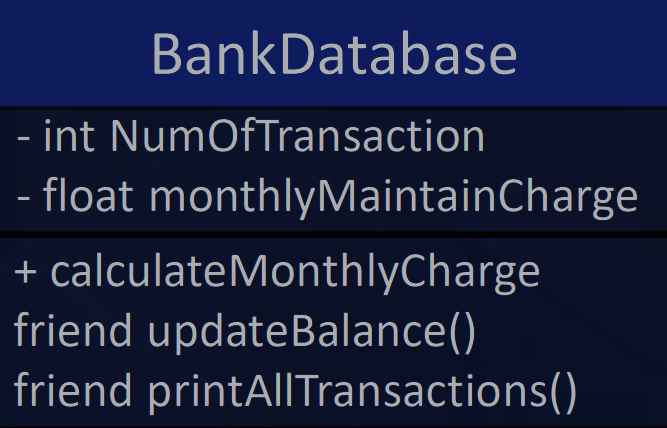 BankDatabase
- int NumOfTransaction
- float monthlyMaintainCharge
+ calculateMonthlyCharge
friend updateBalance()
friend printAllTransactions()